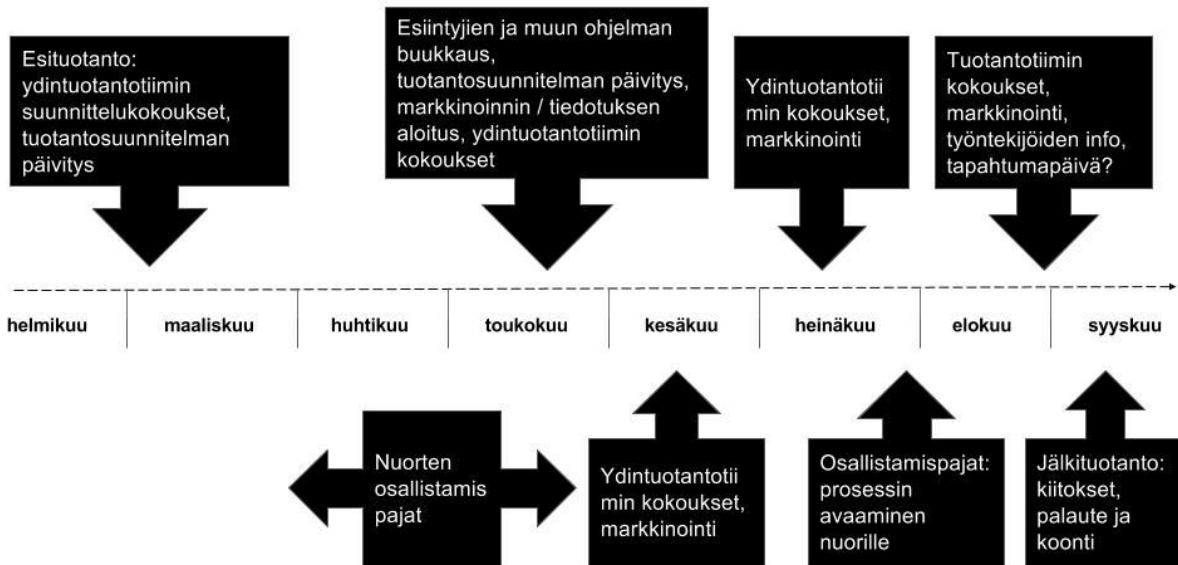 Esituotanto:
ydintuotantotiimin
suunnittelukokoukset,
tuotantosuunnitelman
päivitys
Esiintyjien ja muun ohjelman
buukkaus,
tuotantosuunnitelman päivitys,
markkinoinnin / tiedotuksen
aloitus, ydintuotantotiimin
kokoukset
Ydintuotantotii
min kokoukset,
markkinointi
Tuotantotiimin
kokoukset,
markkinointi,
työntekijöiden info,
tapahtumapäivä?
helmikuu maaliskuu huhtikuu toukokuu kesäkuu heinäkuu elokuu syyskuu
Nuorten
osallistamis
pajat
Ydintuotantotii
min kokoukset,
markkinointi
Osallistamispajat:
prosessin
avaaminen
nuorille
Jälkituotanto:
kiitokset,
palaute ja
koonti